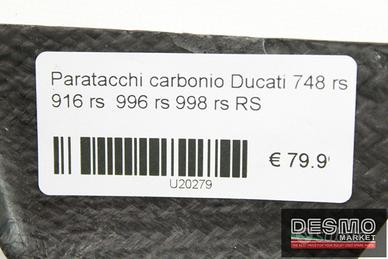 Paratacchi carbonio Ducati 748 rs
916 rs 996 rs 998 rs RS
€ 79.9
U20279
DESMO
MARKET